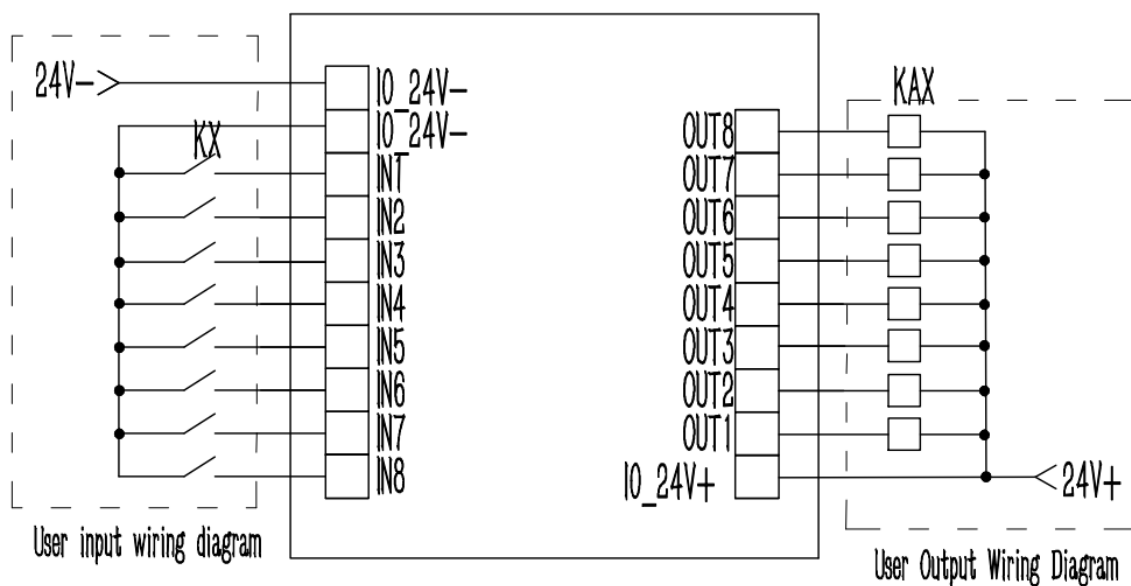 24V-
IO_24V-
IO_24V-
KX
IN1
IN2
IN3
IN4
IN5
IN6
IN7
IN8
User input wiring diagram
KAX
OUT8
OUT7
OUT6
OUT5
OUT4
OUT3
OUT2
OUT1
IO_24V+
24V+
User Output Wiring Diagram